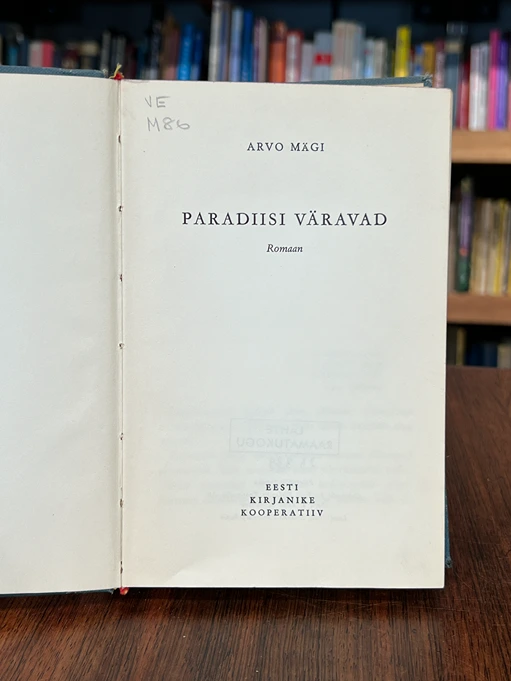 VE
M86
ARVO MÄGI
PARADIISI VÄRAVAD
Romaan
EESTI
KIRJANIKE
KOOPERATIIV